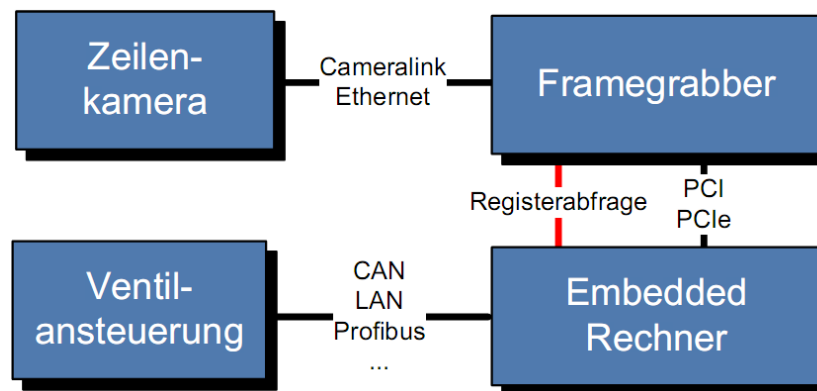 Zeilen-
kamera
Cameralink
Ethernet
Framegrabber
Registerabfrage
PCI
PCIe
Ventil-
ansteuerung
CAN
LAN
Profibus
...
Embedded
Rechner